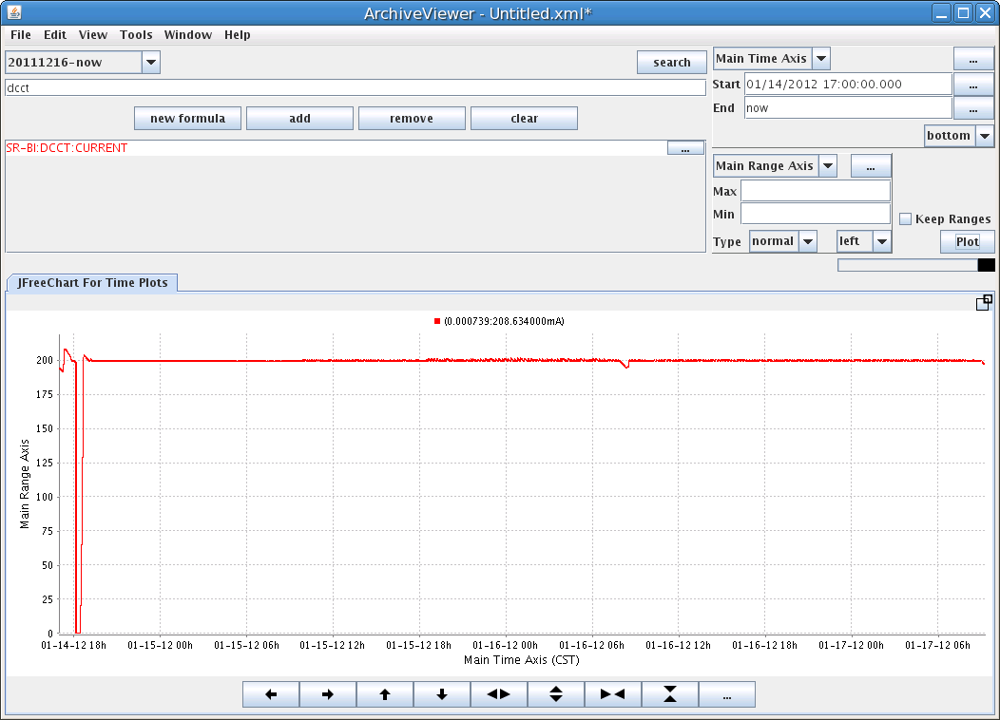 ArchiveViewer - Untitled.xml*
File Edit View Tools Window Help
20111216-now
search
dcct
new formula add remove clear
SR-BI:DCCT:CURRENT ...
Main Time Axis ...
Start 01/14/2012 17:00:00.000 ...
End now ...
bottom
Main Range Axis ...
Max
Min
Keep Ranges
Type normal left Plot
JFreeChart For Time Plots
(0.000739:208.634000mA)
200
175
150
125
100
75
50
25
0
Main Range Axis
01-14-12 18h 01-15-12 00h 01-15-12 06h 01-15-12 12h 01-15-12 18h 01-16-12 00h 01-16-12 06h 01-16-12 12h 01-16-12 18h 01-17-12 00h 01-17-12 06h
Main Time Axis (CST)
...